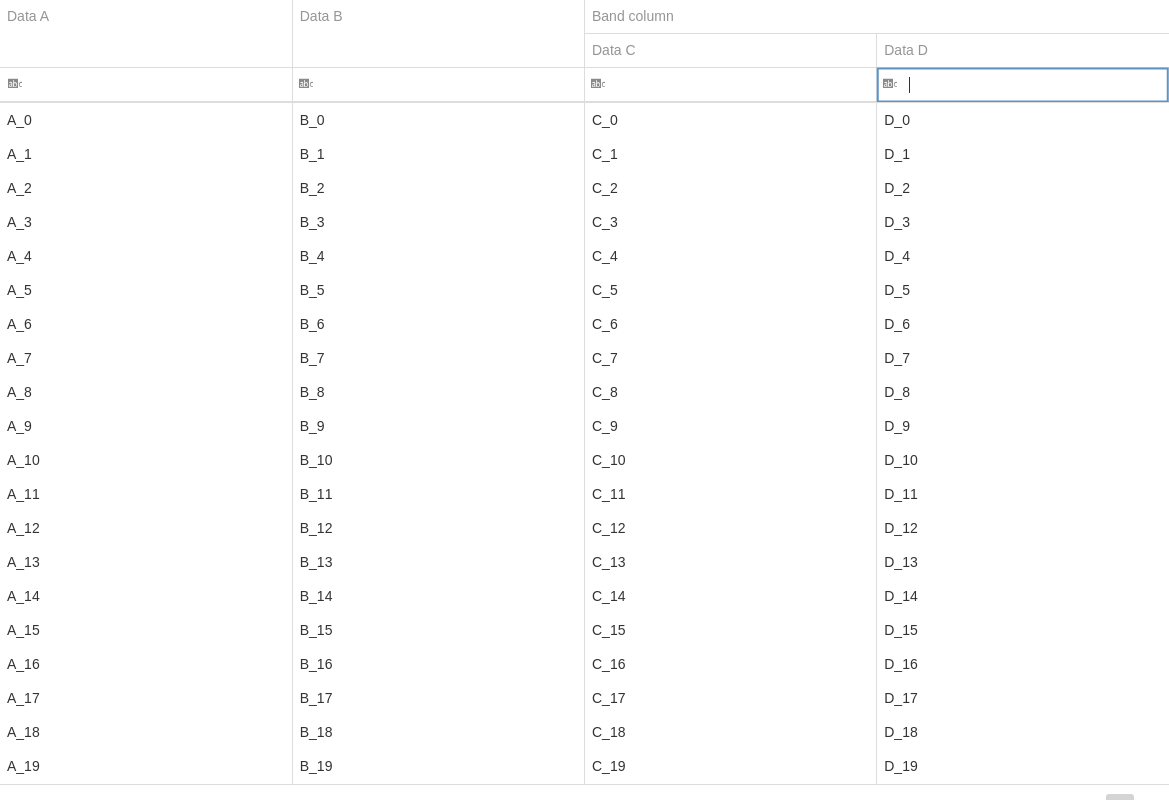 Data A Data B Band column
Data C Data D
abc abc abc abc
A_0 B_0 C_0 D_0
A_1 B_1 C_1 D_1
A_2 B_2 C_2 D_2
A_3 B_3 C_3 D_3
A_4 B_4 C_4 D_4
A_5 B_5 C_5 D_5
A_6 B_6 C_6 D_6
A_7 B_7 C_7 D_7
A_8 B_8 C_8 D_8
A_9 B_9 C_9 D_9
A_10 B_10 C_10 D_10
A_11 B_11 C_11 D_11
A_12 B_12 C_12 D_12
A_13 B_13 C_13 D_13
A_14 B_14 C_14 D_14
A_15 B_15 C_15 D_15
A_16 B_16 C_16 D_16
A_17 B_17 C_17 D_17
A_18 B_18 C_18 D_18
A_19 B_19 C_19 D_19